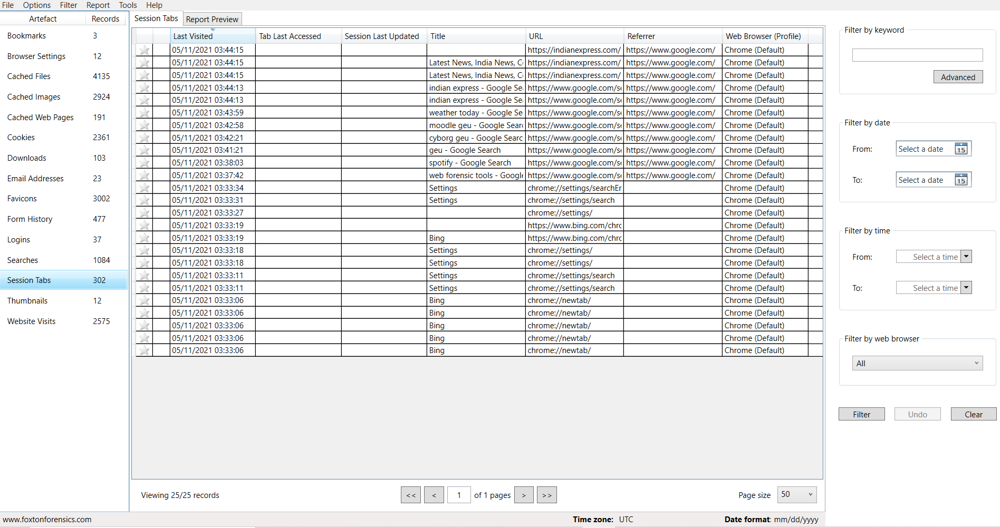 File Options Filter Report Tools Help
Artefact Records
Bookmarks 3
Browser Settings 12
Cached Files 4135
Cached Images 2924
Cached Web Pages 191
Cookies 2361
Downloads 103
Email Addresses 23
Favicons 3002
Form History 477
Logins 37
Searches 1084
Session Tabs 302
Thumbnails 12
Website Visits 2575
Session Tabs Report Preview
Last Visited Tab Last Accessed Session Last Updated Title URL Referrer Web Browser (Profile)
05/11/2021 03:44:15 https://indianexpress.com/ https://www.google.com/ Chrome (Default)
05/11/2021 03:44:15 Latest News, India News, C https://indianexpress.com/ https://www.google.com/ Chrome (Default)
05/11/2021 03:44:15 Latest News, India News, C https://indianexpress.com/ https://www.google.com/ Chrome (Default)
05/11/2021 03:44:13 indian express - Google Se https://www.google.com/se https://www.google.com/ Chrome (Default)
05/11/2021 03:44:13 indian express - Google Se https://www.google.com/se https://www.google.com/ Chrome (Default)
05/11/2021 03:43:59 weather today - Google Se https://www.google.com/se https://www.google.com/ Chrome (Default)
05/11/2021 03:42:58 moodle geu - Google Searc https://www.google.com/se https://www.google.com/ Chrome (Default)
05/11/2021 03:42:21 cyborg geu - Google Searc https://www.google.com/se https://www.google.com/ Chrome (Default)
05/11/2021 03:41:21 geu - Google Search https://www.google.com/se https://www.google.com/ Chrome (Default)
05/11/2021 03:38:03 spotify - Google Search https://www.google.com/se https://www.google.com/ Chrome (Default)
05/11/2021 03:37:42 web forensic tools - Google https://www.google.com/se https://www.google.com/ Chrome (Default)
05/11/2021 03:33:34 Settings chrome://settings/searchEr Chrome (Default)
05/11/2021 03:33:31 Settings chrome://settings/search Chrome (Default)
05/11/2021 03:33:27 chrome://settings/ Chrome (Default)
05/11/2021 03:33:19 https://www.bing.com/chrc Chrome (Default)
05/11/2021 03:33:19 Bing https://www.bing.com/chrc Chrome (Default)
05/11/2021 03:33:18 Settings chrome://settings/ Chrome (Default)
05/11/2021 03:33:18 Settings chrome://settings/ Chrome (Default)
05/11/2021 03:33:11 Settings chrome://settings/search Chrome (Default)
05/11/2021 03:33:11 Settings chrome://settings/search Chrome (Default)
05/11/2021 03:33:06 Bing chrome://newtab/ Chrome (Default)
05/11/2021 03:33:06 Bing chrome://newtab/ Chrome (Default)
05/11/2021 03:33:06 Bing chrome://newtab/ Chrome (Default)
05/11/2021 03:33:06 Bing chrome://newtab/ Chrome (Default)
05/11/2021 03:33:06 Bing chrome://newtab/ Chrome (Default)
Viewing 25/25 records << < 1 of 1 pages > >> Page size 50
Filter by keyword
Advanced
Filter by date
From: Select a date 15
To: Select a date 15
Filter by time
From: Select a time
To: Select a time
Filter by web browser
All
Filter Undo Clear
www.foxtonforensics.com Time zone: UTC Date format: mm/dd/yyyy